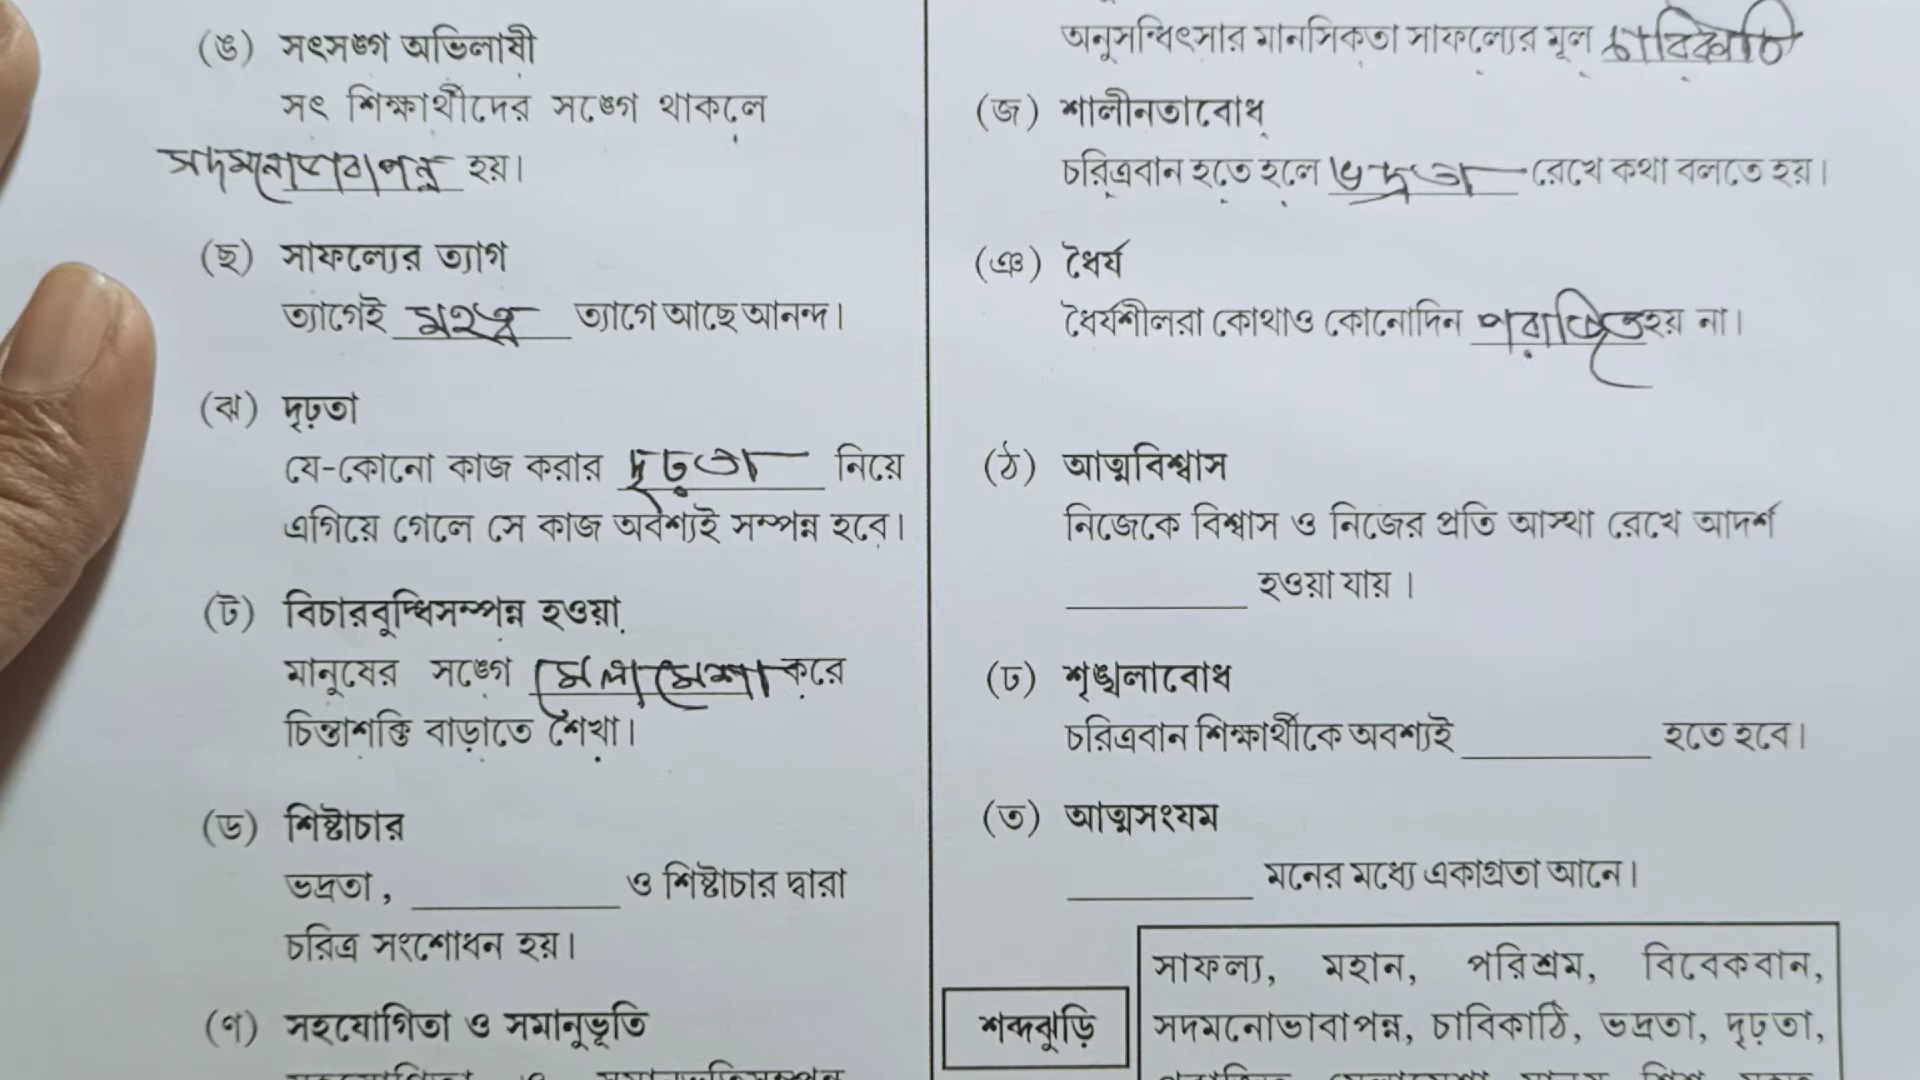 (ঙ) সৎসঙ্গে অভিলাষী
সৎ শিক্ষার্থীদের সঙ্গে থাকলে
সদমনোভাবাপন্ন হয়।
(ছ) সাফল্যের ত্যাগ
ত্যাগেই মহত্ব ত্যাগে আছে আনন্দ।
(ঝ) দৃঢ়তা
যে-কোনো কাজ করার দৃঢ়তা নিয়ে
এগিয়ে গেলে সে কাজ অবশ্যই সম্পন্ন হবে।
(ট) বিচারবুদ্ধিসম্পন্ন হওয়া
মানুষের সঙ্গে মেলামেশা করে
চিন্তাশক্তি বাড়াতে শেখা।
(ড) শিষ্টাচার
ভদ্রতা, ____________ ও শিষ্টাচার দ্বারা
চরিত্র সংশোধন হয়।
(ণ) সহযোগিতা ও সমানুভূতি
অনুসন্ধিৎসার মানসিকতা সাফল্যের মূল চাবিকাঠি
(জ) শালীনতাবোধ
চরিত্রবান হতে হলে ভদ্রতা রেখে কথা বলতে হয়।
(ঞ) ধৈর্য
ধৈর্যশীলরা কোথাও কোনোদিন পরাজিত হয় না।
(ঠ) আত্মবিশ্বাস
নিজেকে বিশ্বাস ও নিজের প্রতি আস্থা রেখে আদর্শ
____________ হওয়া যায়।
(ঢ) শৃঙ্খলাবোধ
চরিত্রবান শিক্ষার্থীকে অবশ্যই ____________ হতে হবে।
(ত) আত্মসংযম
____________ মনের মধ্যে একাগ্রতা আনে।
শব্দঝুড়ি
সাফল্য, মহান, পরিশ্রম, বিবেকবান,
সদমনোভাবাপন্ন, চাবিকাঠি, ভদ্রতা, দৃঢ়তা,